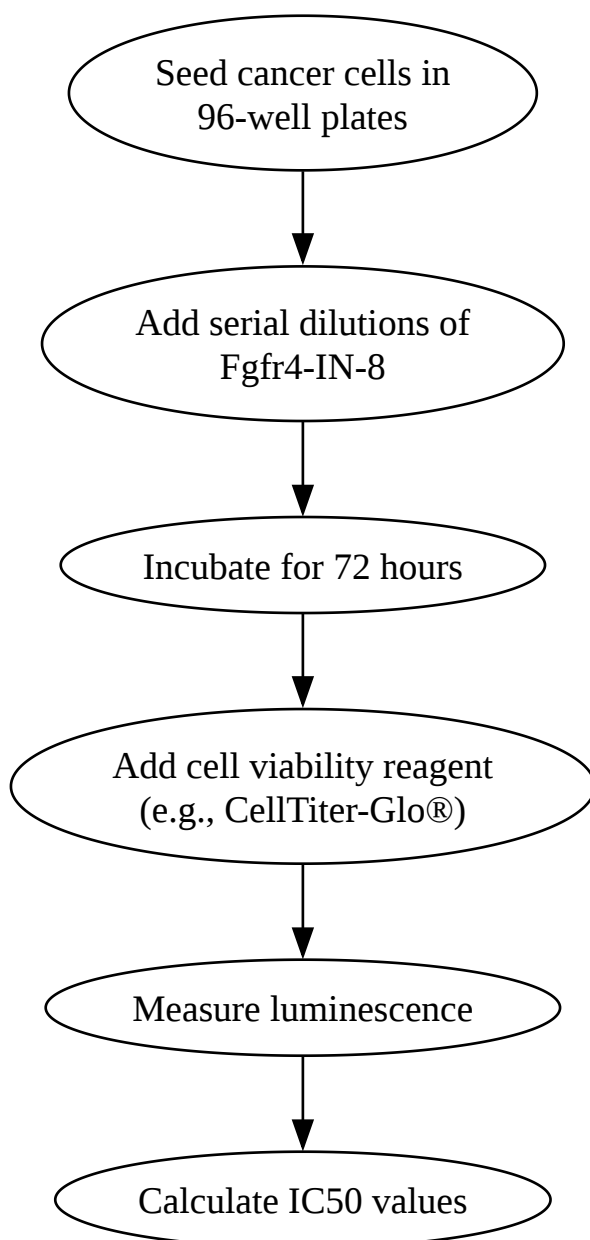 Seed cancer cells in
96-well plates
Add serial dilutions of
Fgfr4-IN-8
Incubate for 72 hours
Add cell viability reagent
(e.g., CellTiter-Glo®)
Measure luminescence
Calculate IC50 values